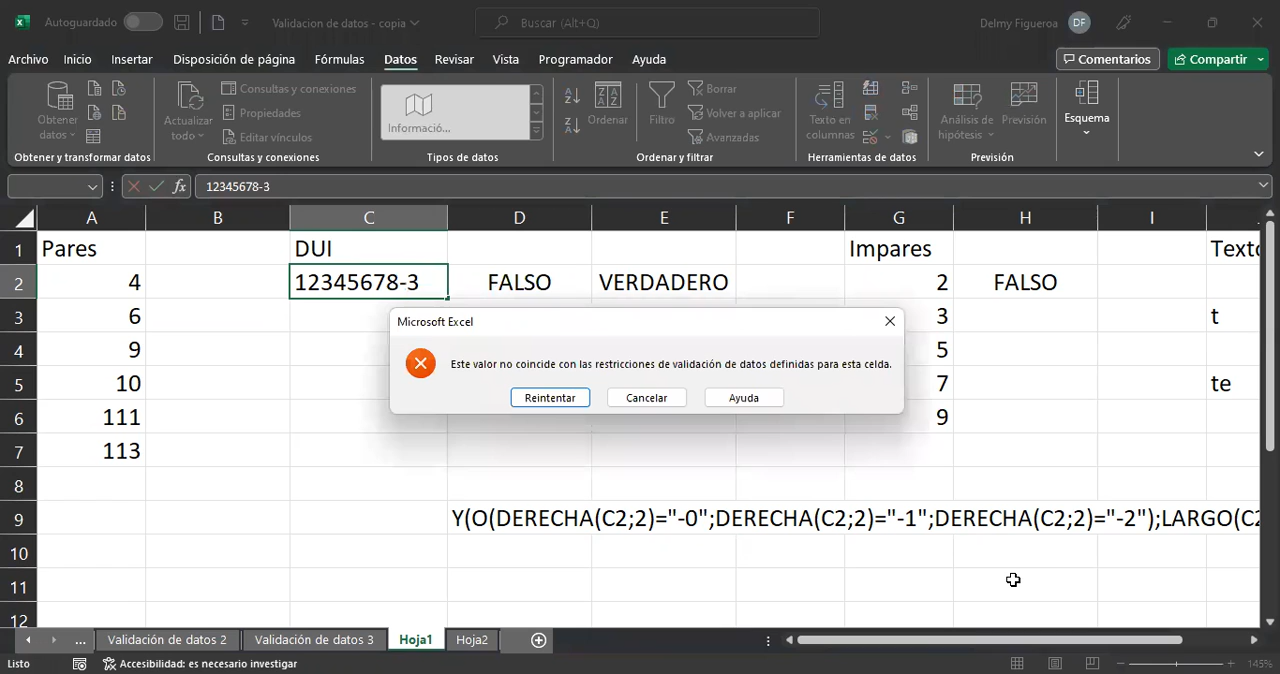 Autoguardado
Validacion de datos - copia
Buscar (Alt+Q)
Delmy Figueroa DF
Archivo Inicio Insertar Disposición de página Fórmulas Datos Revisar Vista Programador Ayuda
Comentarios Compartir
Obtener datos
Actualizar todo
Consultas y conexiones
Propiedades
Editar vínculos
Informació...
Ordenar
Filtro
Borrar
Volver a aplicar
Avanzadas
Texto en columnas
Análisis de hipótesis
Previsión
Esquema
Obtener y transformar datos Consultas y conexiones Tipos de datos Ordenar y filtrar Herramientas de datos Previsión
fx 12345678-3
A B C D E F G H I
1 Pares DUI Impares Texto
2 4 12345678-3 FALSO VERDADERO 2 FALSO
3 6 3 t
4 9 5
5 10 7 te
6 111 9
7 113
8
9 Y(O(DERECHA(C2;2)="-0";DERECHA(C2;2)="-1";DERECHA(C2;2)="-2");LARGO(C2
10
11
12
Microsoft Excel
Este valor no coincide con las restricciones de validación de datos definidas para esta celda.
Reintentar Cancelar Ayuda
... Validación de datos 2 Validación de datos 3 Hoja1 Hoja2
Listo Accesibilidad: es necesario investigar 145%